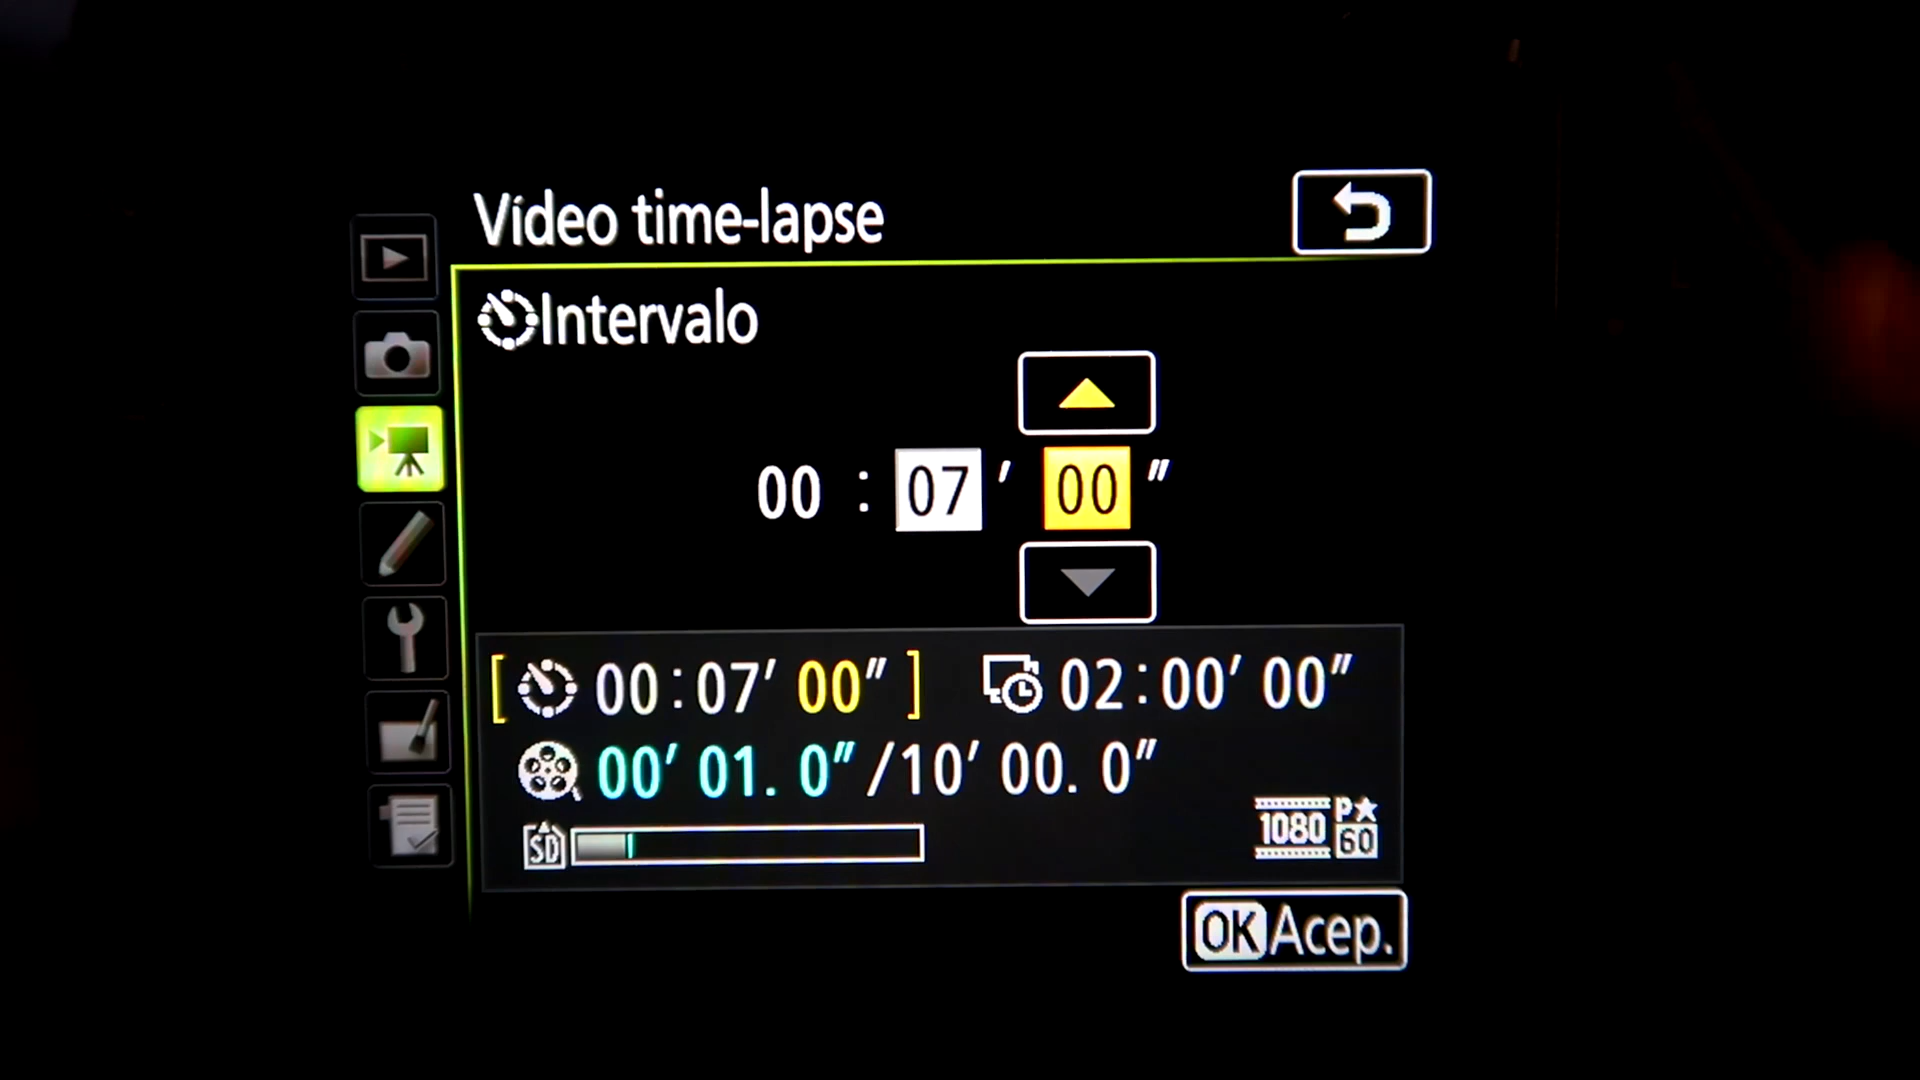 Vídeo time-lapse
Intervalo
00 : 07 ′ 00 ″
[ 00:07′ 00″ ] 02:00′ 00″
00′ 01. 0″ /10′ 00. 0″
SD 1080 P★ 60
OK Acep.